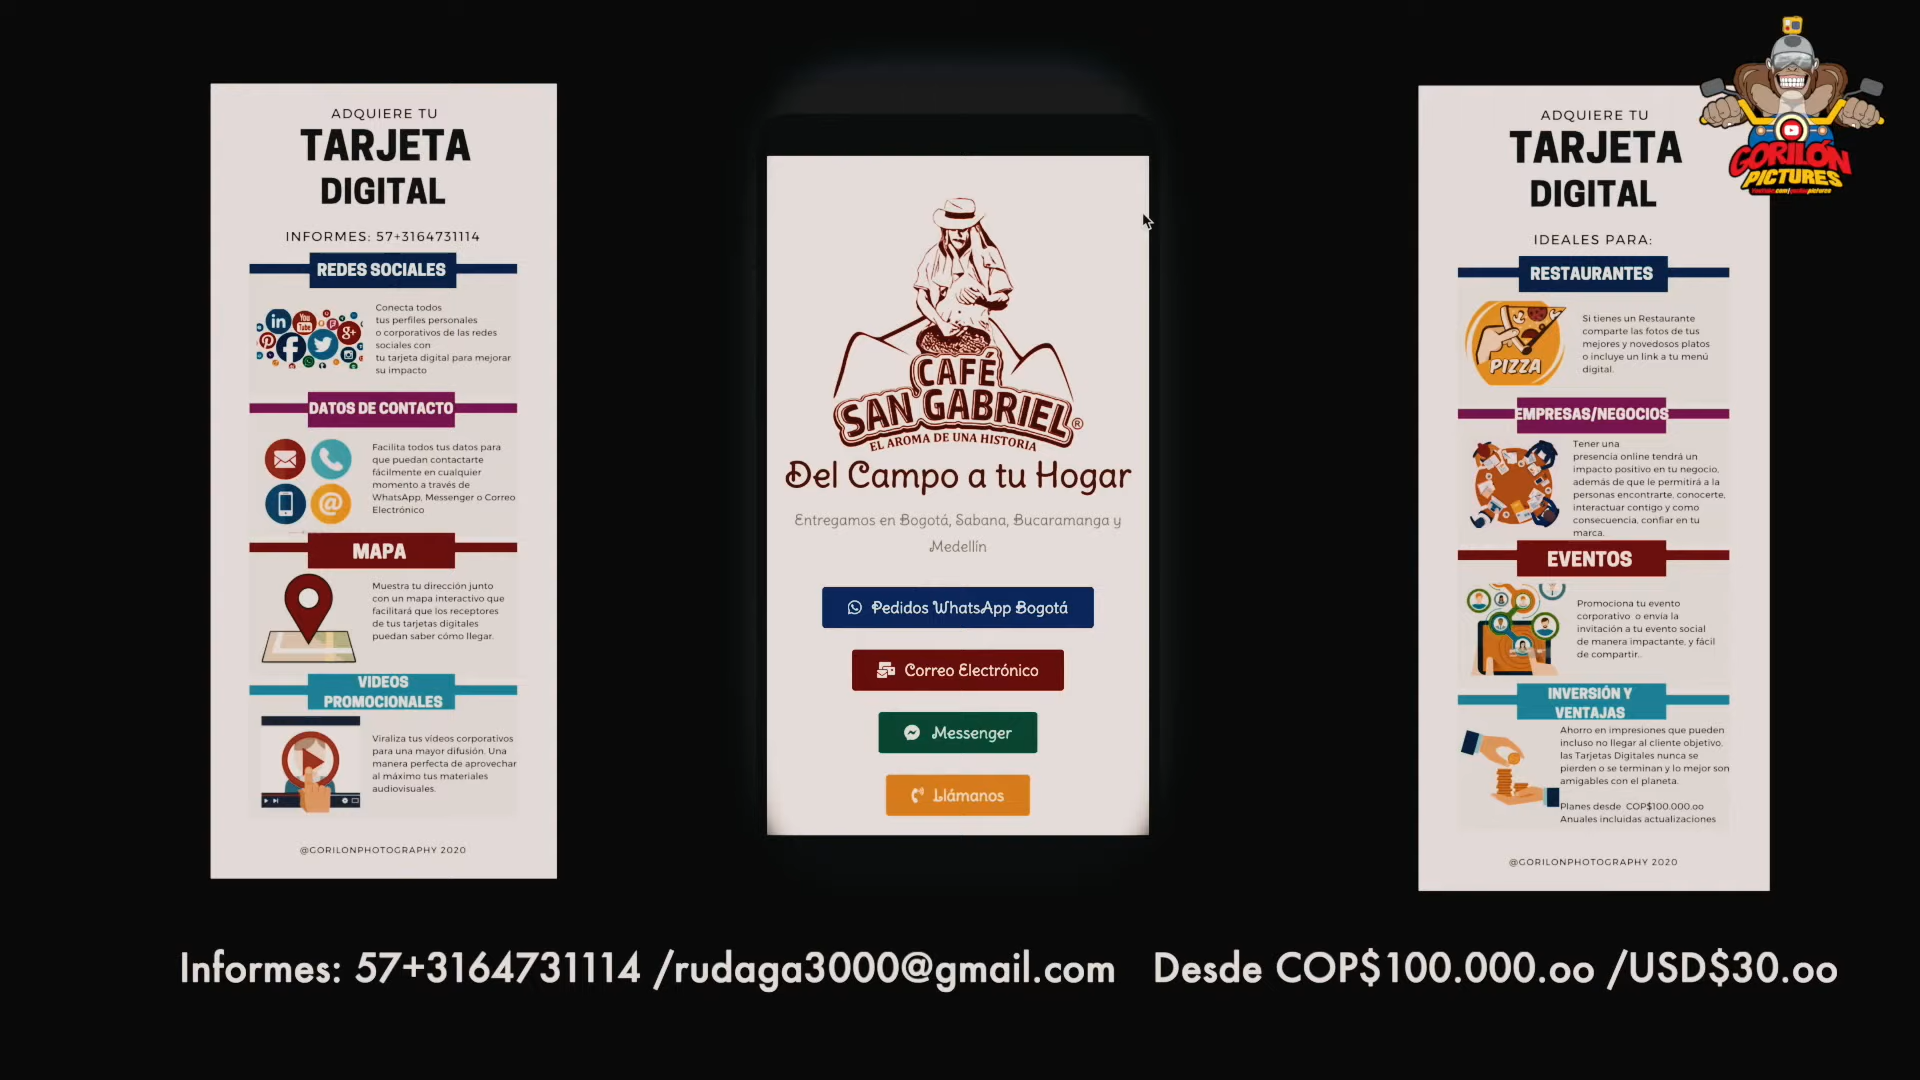 ADQUIERE TU
TARJETA
DIGITAL
INFORMES: 57+3164731114
REDES SOCIALES
Conecta todos
tus perfiles personales
o corporativos de las redes
sociales con
tu tarjeta digital para mejorar
su impacto
DATOS DE CONTACTO
Facilita todos tus datos para
que puedan contactarte
fácilmente en cualquier
momento a través de
WhatsApp, Messenger o Correo
Electrónico
MAPA
Muestra tu dirección junto
con un mapa interactivo que
facilitará que los receptores
de tus tarjetas digitales
puedan saber cómo llegar.
VIDEOS
PROMOCIONALES
Viraliza tus videos corporativos
para una mayor difusión. Una
manera perfecta de aprovechar
al máximo tus materiales
audiovisuales.
@GORILONPHOTOGRAPHY 2020
CAFÉ
SAN GABRIEL®
EL AROMA DE UNA HISTORIA
Del Campo a tu Hogar
Entregamos en Bogotá, Sabana, Bucaramanga y
Medellín
Pedidos WhatsApp Bogotá
Correo Electrónico
Messenger
Llámanos
ADQUIERE TU
TARJETA
DIGITAL
IDEALES PARA:
RESTAURANTES
PIZZA
Si tienes un Restaurante
comparte las fotos de tus
mejores y novedosos platos
o incluye un link a tu menú
digital.
EMPRESAS/NEGOCIOS
Tener una
presencia online tendrá un
impacto positivo en tu negocio,
además de que le permitirá a la
personas encontrarte, conocerte,
interactuar contigo y como
consecuencia, confiar en tu
marca.
EVENTOS
Promociona tu evento
corporativo o envía la
invitación a tu evento social
de manera impactante, y fácil
de compartir..
INVERSIÓN Y
VENTAJAS
Ahorro en impresiones que pueden
incluso no llegar al cliente objetivo,
las Tarjetas Digitales nunca se
pierden o se terminan y lo mejor son
amigables con el planeta.
Planes desde COP$100.000.oo
Anuales incluidas actualizaciones
@GORILONPHOTOGRAPHY 2020
GORILÓN
PICTURES
Informes: 57+3164731114 /rudaga3000@gmail.com Desde COP$100.000.oo /USD$30.oo